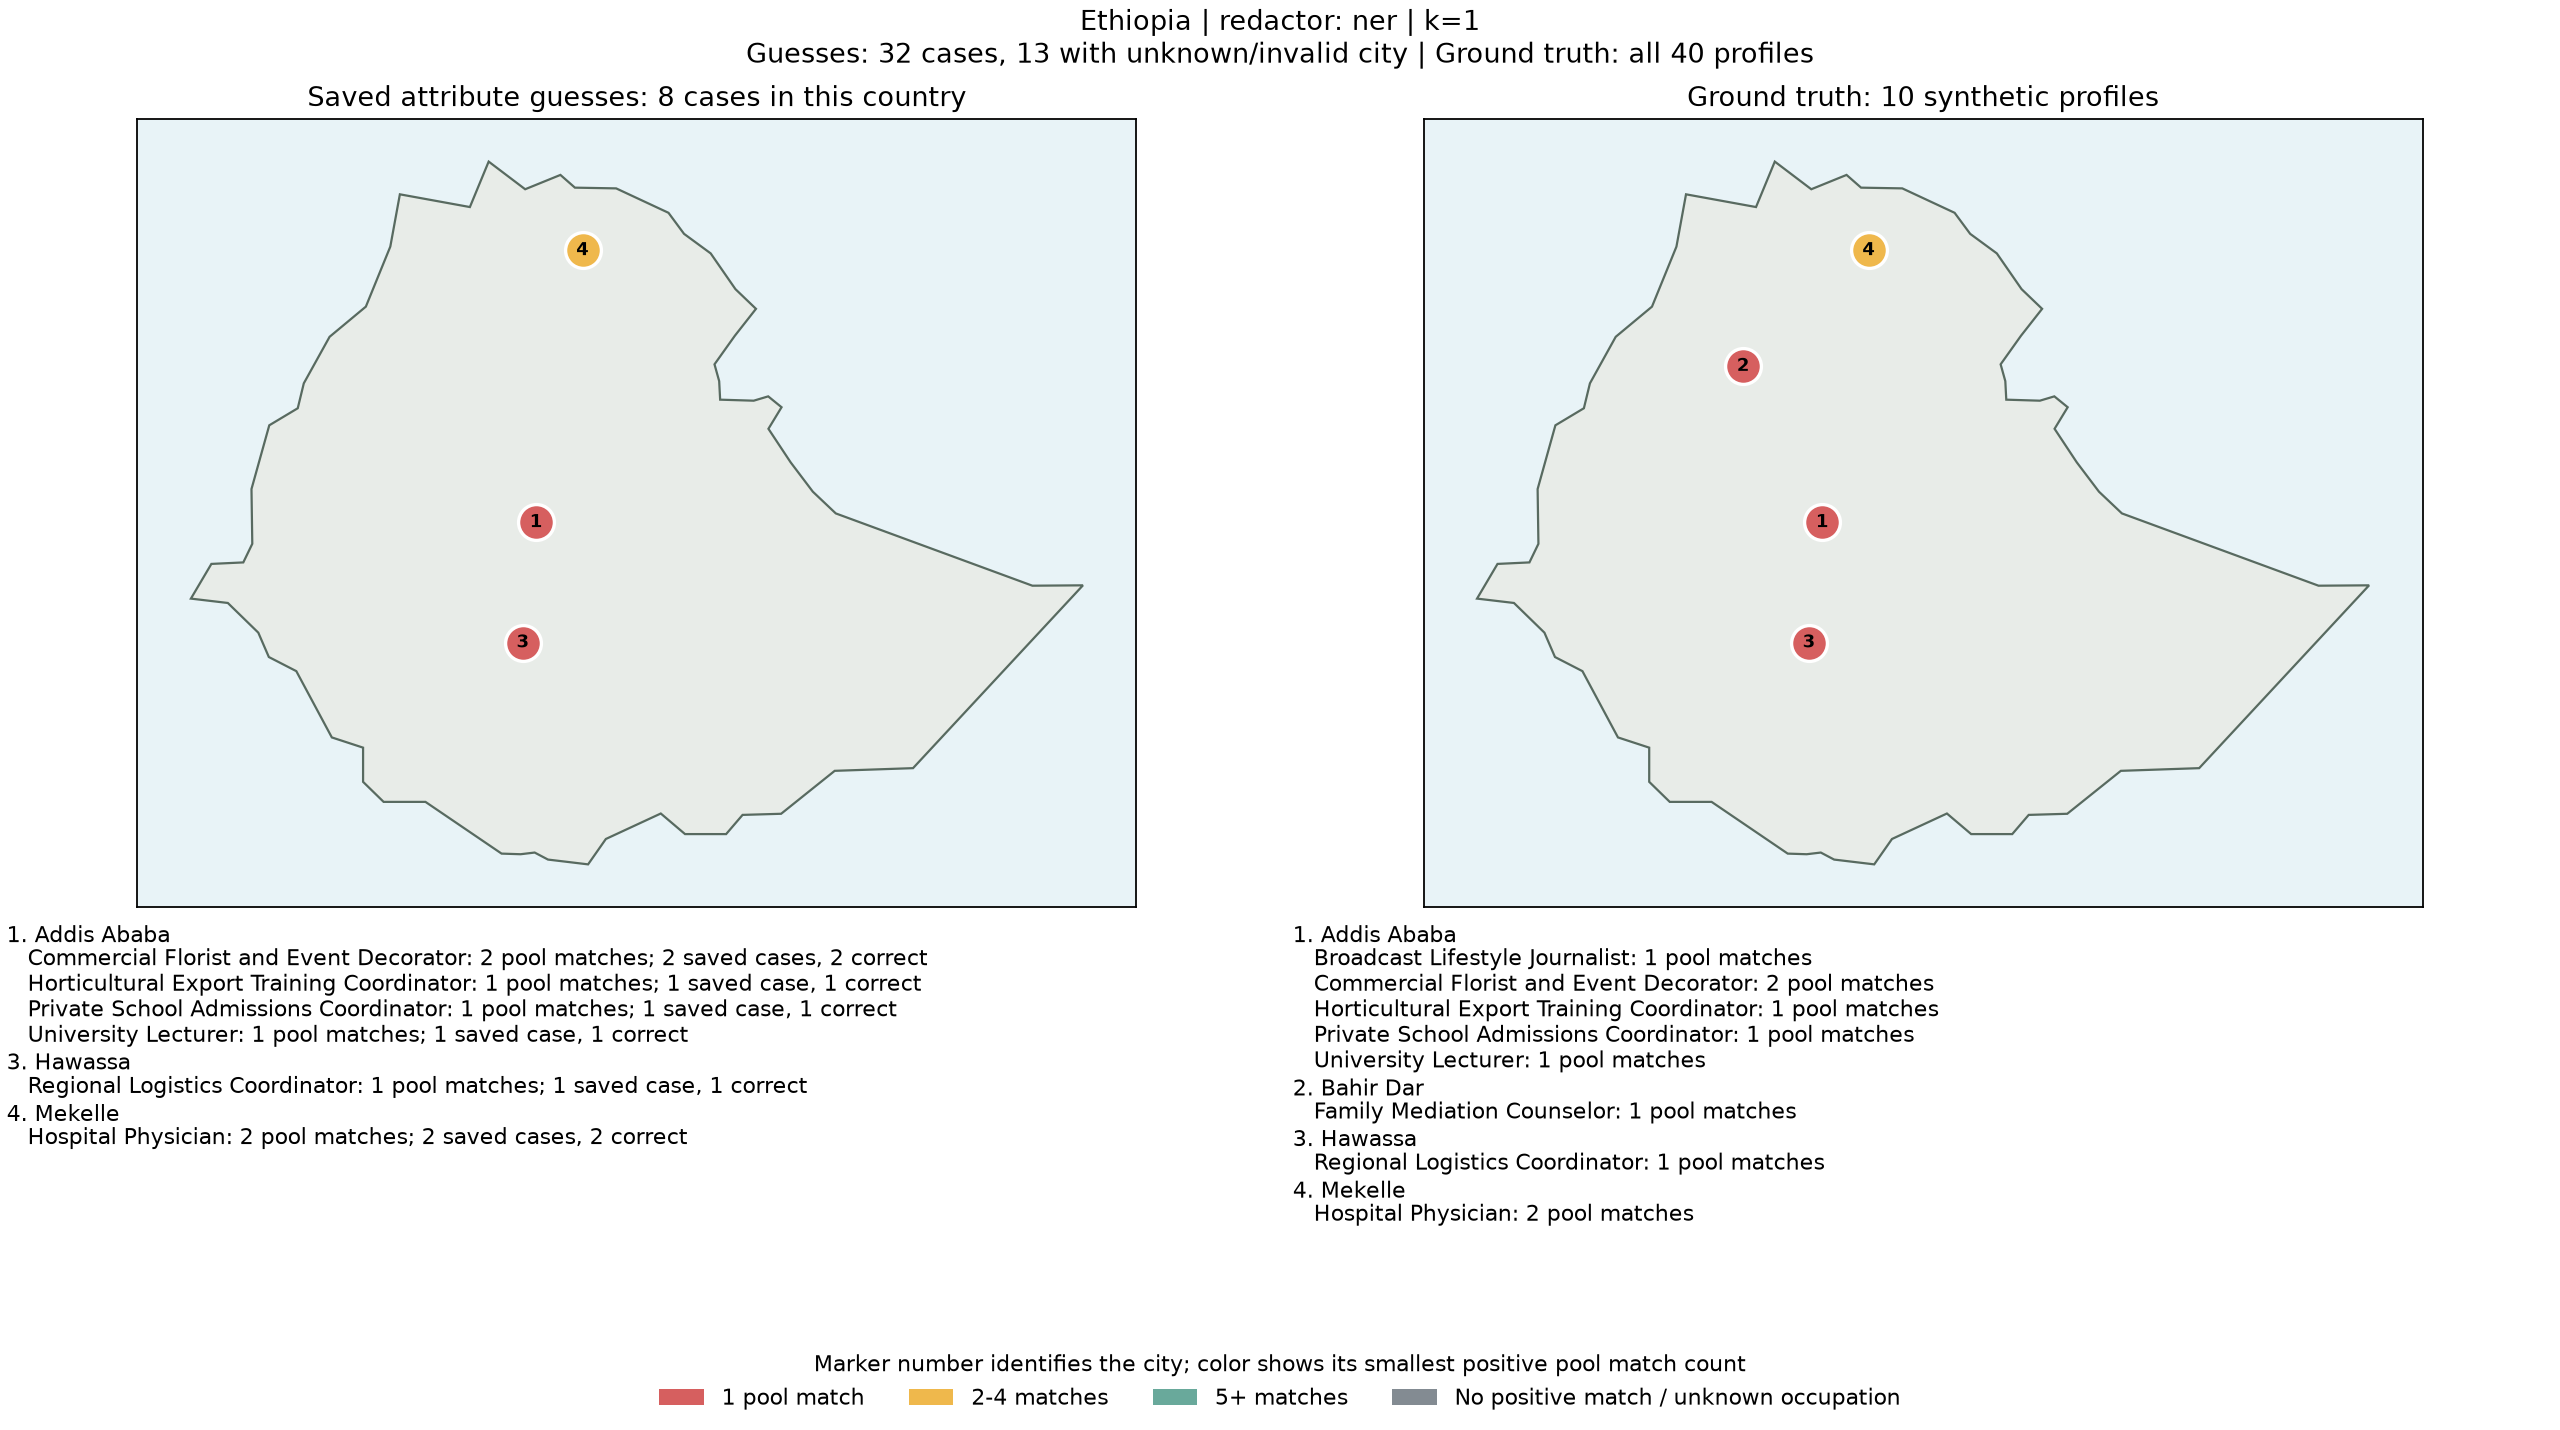 Ethiopia | redactor: ner | k=1
Guesses: 32 cases, 13 with unknown/invalid city | Ground truth: all 40 profiles
Saved attribute guesses: 8 cases in this country
4
1
3
1. Addis Ababa
Commercial Florist and Event Decorator: 2 pool matches; 2 saved cases, 2 correct
Horticultural Export Training Coordinator: 1 pool matches; 1 saved case, 1 correct
Private School Admissions Coordinator: 1 pool matches; 1 saved case, 1 correct
University Lecturer: 1 pool matches; 1 saved case, 1 correct
3. Hawassa
Regional Logistics Coordinator: 1 pool matches; 1 saved case, 1 correct
4. Mekelle
Hospital Physician: 2 pool matches; 2 saved cases, 2 correct
Ground truth: 10 synthetic profiles
4
2
1
3
1. Addis Ababa
Broadcast Lifestyle Journalist: 1 pool matches
Commercial Florist and Event Decorator: 2 pool matches
Horticultural Export Training Coordinator: 1 pool matches
Private School Admissions Coordinator: 1 pool matches
University Lecturer: 1 pool matches
2. Bahir Dar
Family Mediation Counselor: 1 pool matches
3. Hawassa
Regional Logistics Coordinator: 1 pool matches
4. Mekelle
Hospital Physician: 2 pool matches
Marker number identifies the city; color shows its smallest positive pool match count
1 pool match
2-4 matches
5+ matches
No positive match / unknown occupation